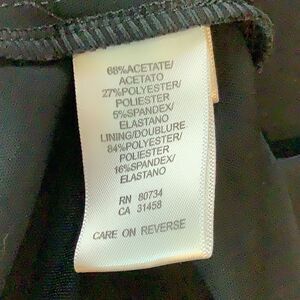 68%ACETATE/
ACETATO
27%POLYESTER/
POLIESTER
5%SPANDEX/
ELASTANO
LINING/DOUBLURE
84%POLYESTER/
POLIESTER
16%SPANDEX/
ELASTANO
RN 80734
CA 31458
CARE ON REVERSE